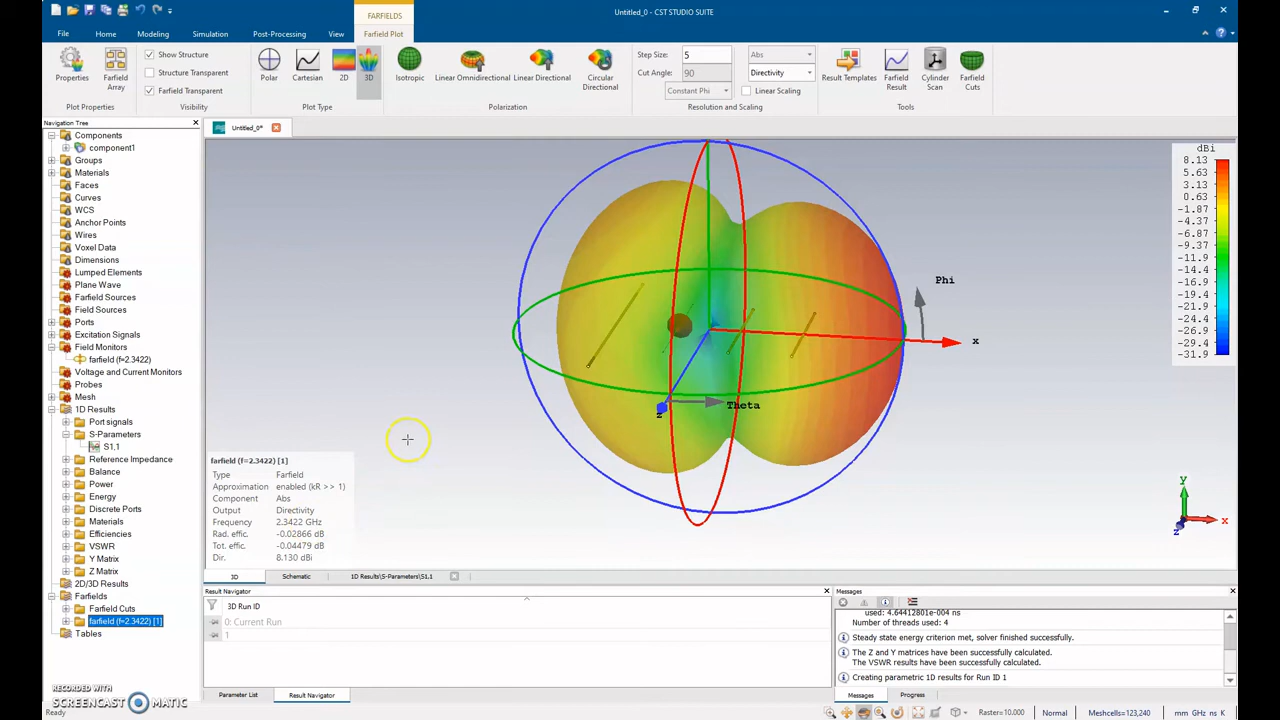 FARFIELDS
Untitled_0 - CST STUDIO SUITE
File Home Modeling Simulation Post-Processing View Farfield Plot
Properties
Farfield
Array
Plot Properties
Show Structure
Structure Transparent
Farfield Transparent
Visibility
Polar Cartesian 2D 3D
Plot Type
Isotropic Linear Omnidirectional Linear Directional Circular
Directional
Polarization
Step Size: 5 Abs
Cut Angle: 90 Directivity
Constant Phi Linear Scaling
Resolution and Scaling
Result Templates Farfield
Result
Cylinder
Scan
Farfield
Cuts
Tools
Navigation Tree
Untitled_0*
Components
component1
Groups
Materials
Faces
Curves
WCS
Anchor Points
Wires
Voxel Data
Dimensions
Lumped Elements
Plane Wave
Farfield Sources
Field Sources
Ports
Excitation Signals
Field Monitors
farfield (f=2.3422)
Voltage and Current Monitors
Probes
Mesh
1D Results
Port signals
S-Parameters
S1,1
Reference Impedance
Balance
Power
Energy
Discrete Ports
Materials
Efficiencies
VSWR
Y Matrix
Z Matrix
2D/3D Results
Farfields
Farfield Cuts
farfield (f=2.3422) [1]
Tables
dBi
8.13
5.63
3.13
0.63
-1.87
-4.37
-6.87
-9.37
-11.9
-14.4
-16.9
-19.4
-21.9
-24.4
-26.9
-29.4
-31.9
Phi
x
Theta
z
y
x
z
farfield (f=2.3422) [1]
Type Farfield
Approximation enabled (kR >> 1)
Component Abs
Output Directivity
Frequency 2.3422 GHz
Rad. effic. -0.02866 dB
Tot. effic. -0.04479 dB
Dir. 8.130 dBi
3D Schematic 1D Results\S-Parameters\S1,1
Result Navigator
3D Run ID
0: Current Run
1
Parameter List Result Navigator
Messages
used: 4.64412801e-004 ns
Number of threads used: 4
Steady state energy criterion met, solver finished successfully.
The Z and Y matrices have been successfully calculated.
The VSWR results have been successfully calculated.
Creating parametric 1D results for Run ID 1
Messages Progress
RECORDED WITH
SCREENCAST MATIC
Ready
Raster=10.000 Normal Meshcells=123,240 mm GHz ns K